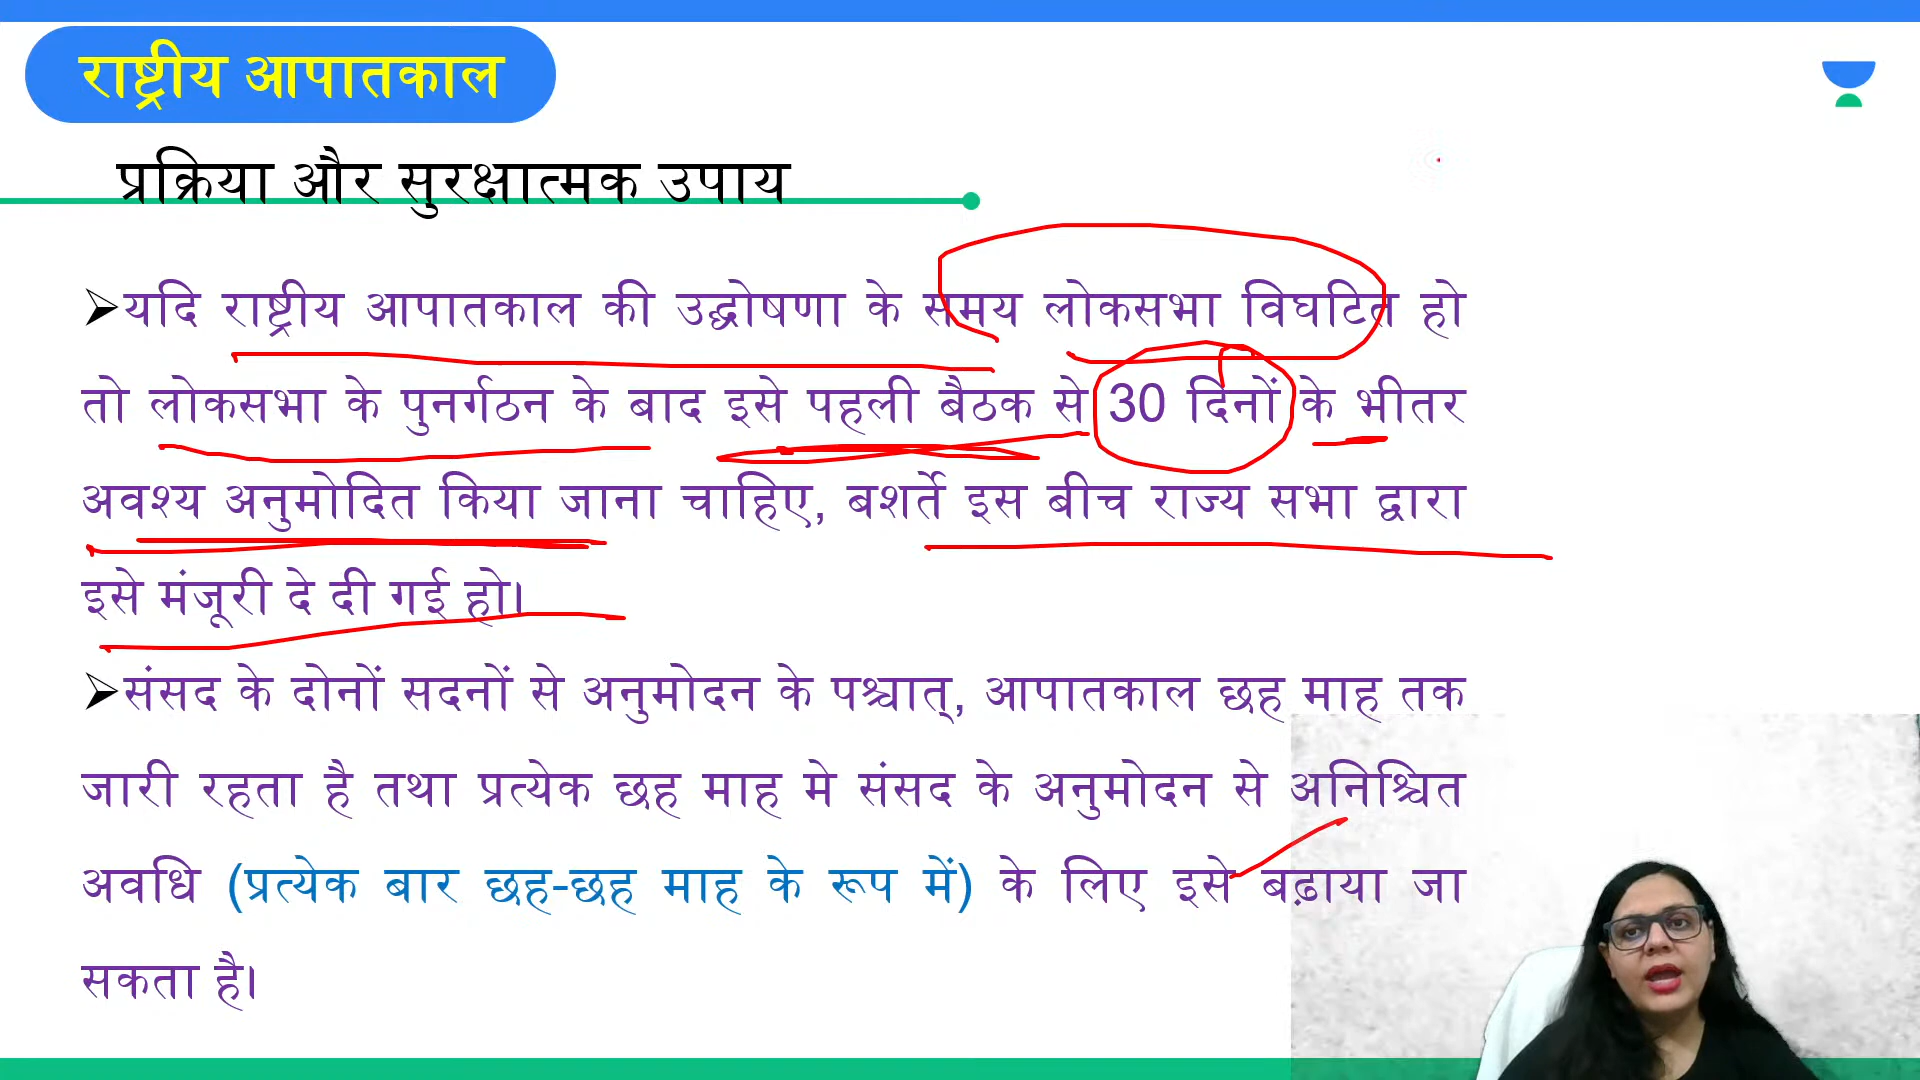 राष्ट्रीय आपातकाल
प्रक्रिया और सुरक्षात्मक उपाय
➢यदि राष्ट्रीय आपातकाल की उद्घोषणा के समय लोकसभा विघटित हो
तो लोकसभा के पुनर्गठन के बाद इसे पहली बैठक से 30 दिनों के भीतर
अवश्य अनुमोदित किया जाना चाहिए, बशर्ते इस बीच राज्य सभा द्वारा
इसे मंजूरी दे दी गई हो।
➢संसद के दोनों सदनों से अनुमोदन के पश्चात्, आपातकाल छह माह तक
जारी रहता है तथा प्रत्येक छह माह मे संसद के अनुमोदन से अनिश्चित
अवधि (प्रत्येक बार छह-छह माह के रूप में) के लिए इसे बढ़ाया जा
सकता है।